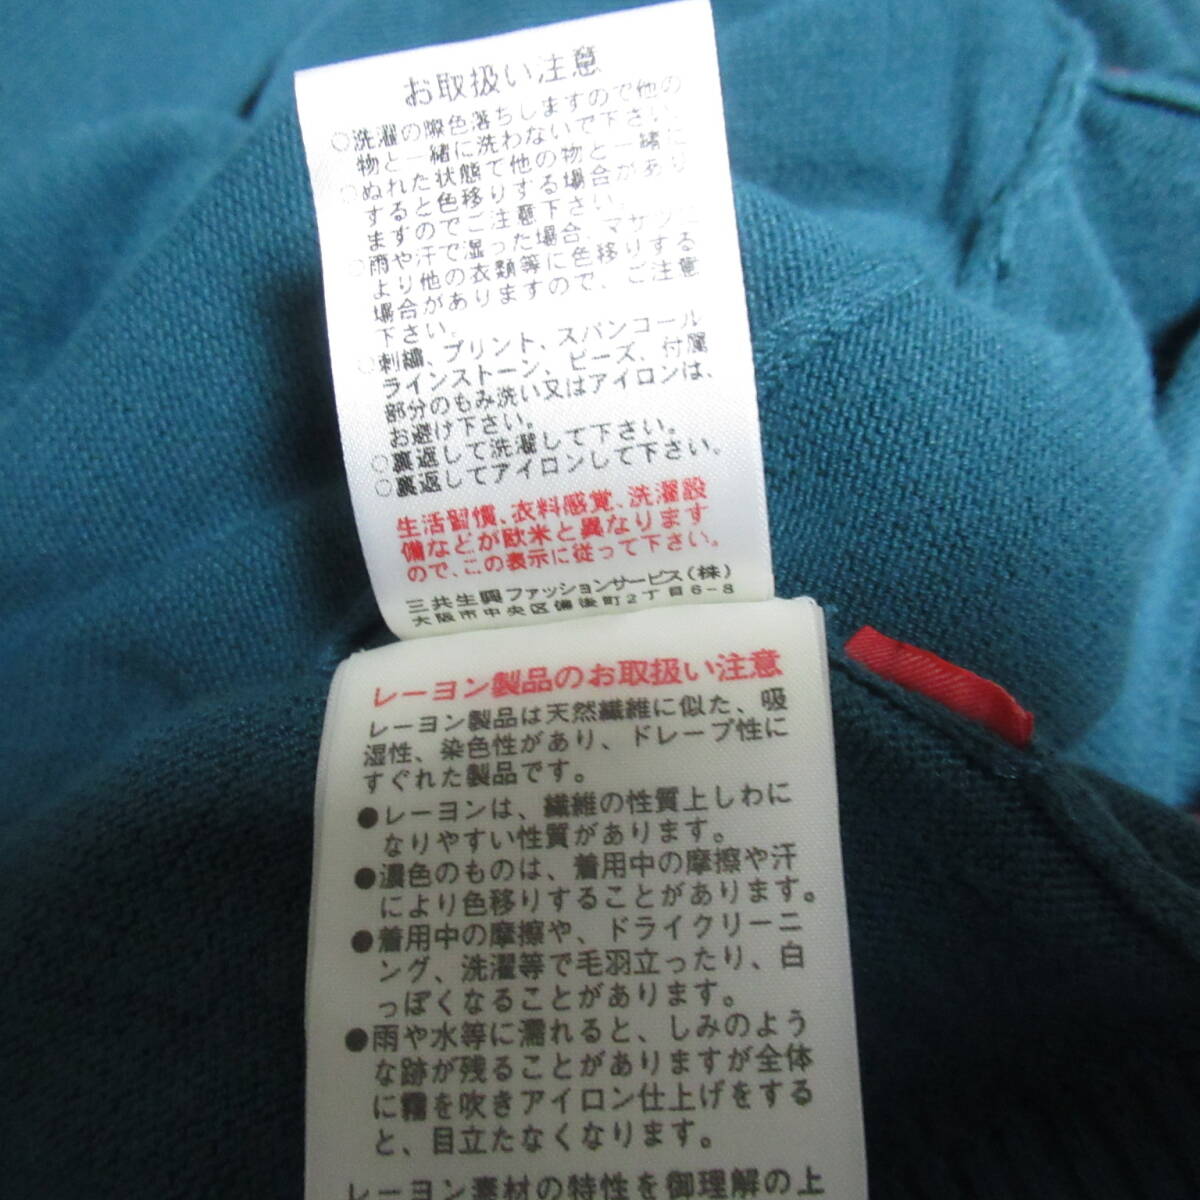 お取扱い注意
○洗濯の際色落ちしますので他の
物と一緒に洗わないで下さい。
○ぬれた状態で他の物と一緒に
すると色移りする場合があり
ますのでご注意下さい。
○雨や汗で湿った場合、マサツに
より他の衣類等に色移りする
場合がありますので、ご注意
下さい。
○刺繍、プリント、スパンコール
ラインストーン、ビーズ、付属
部分のもみ洗い又はアイロンは、
お避け下さい。
○裏返して洗濯して下さい。
○裏返してアイロンして下さい。
生活習慣、衣料感覚、洗濯設
備などが欧米と異なります
ので、この表示に従って下さい。
三共生興ファッションサービス(株)
大阪市中央区備後町2丁目6-8
レーヨン製品のお取扱い注意
レーヨン製品は天然繊維に似た、吸
湿性、染色性があり、ドレープ性に
すぐれた製品です。
●レーヨンは、繊維の性質上しわに
なりやすい性質があります。
●濃色のものは、着用中の摩擦や汗
により色移りすることがあります。
●着用中の摩擦や、ドライクリーニ
ング、洗濯等で毛羽立ったり、白
っぽくなることがあります。
●雨や水等に濡れると、しみのよう
な跡が残ることがありますが全体
に霧を吹きアイロン仕上げをする
と、目立たなくなります。
レーヨン素材の特性を御理解の上